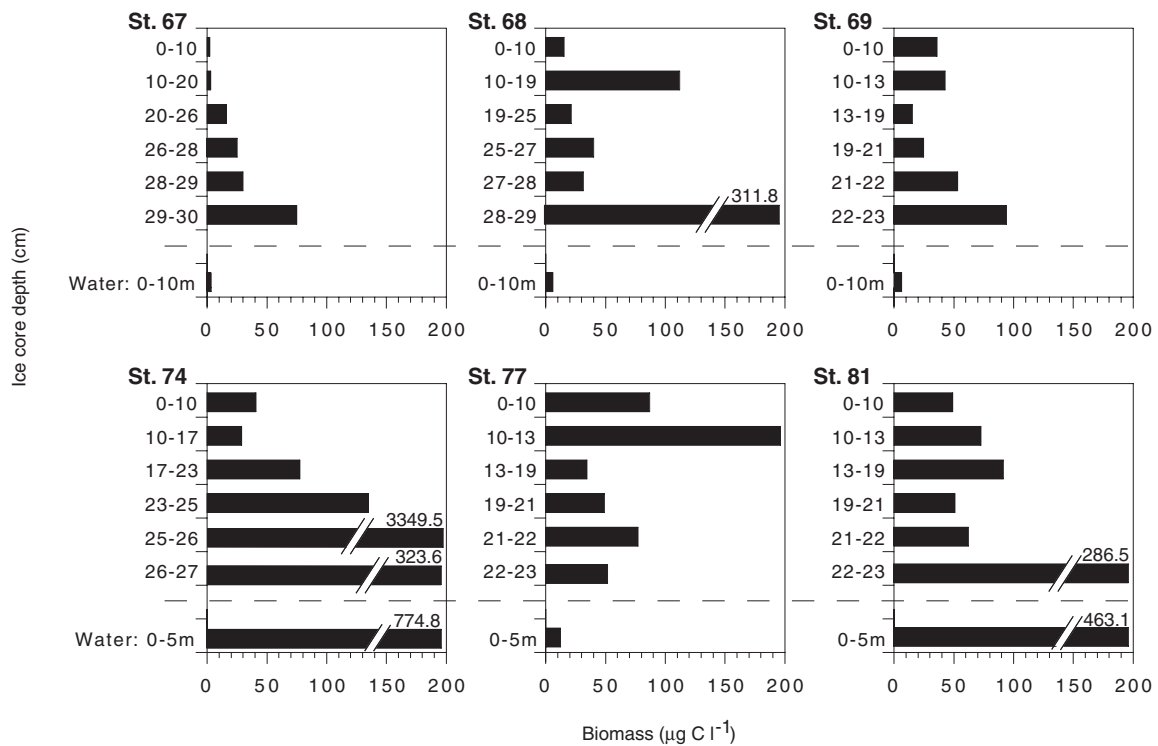 St. 67
0-10
10-20
20-26
26-28
28-29
29-30
Water: 0-10m
0 50 100 150 200
St. 68
0-10
10-19
19-25
25-27
27-28
28-29
311.8
0-10m
0 50 100 150 200
St. 69
0-10
10-13
13-19
19-21
21-22
22-23
0-10m
0 50 100 150 200
Ice core depth (cm)
St. 74
0-10
10-17
17-23
23-25
25-26
3349.5
26-27
323.6
Water: 0-5m
774.8
0 50 100 150 200
St. 77
0-10
10-13
13-19
19-21
21-22
22-23
0-5m
0 50 100 150 200
St. 81
0-10
10-13
13-19
19-21
21-22
22-23
286.5
0-5m
463.1
0 50 100 150 200
Biomass (µg C l⁻¹)